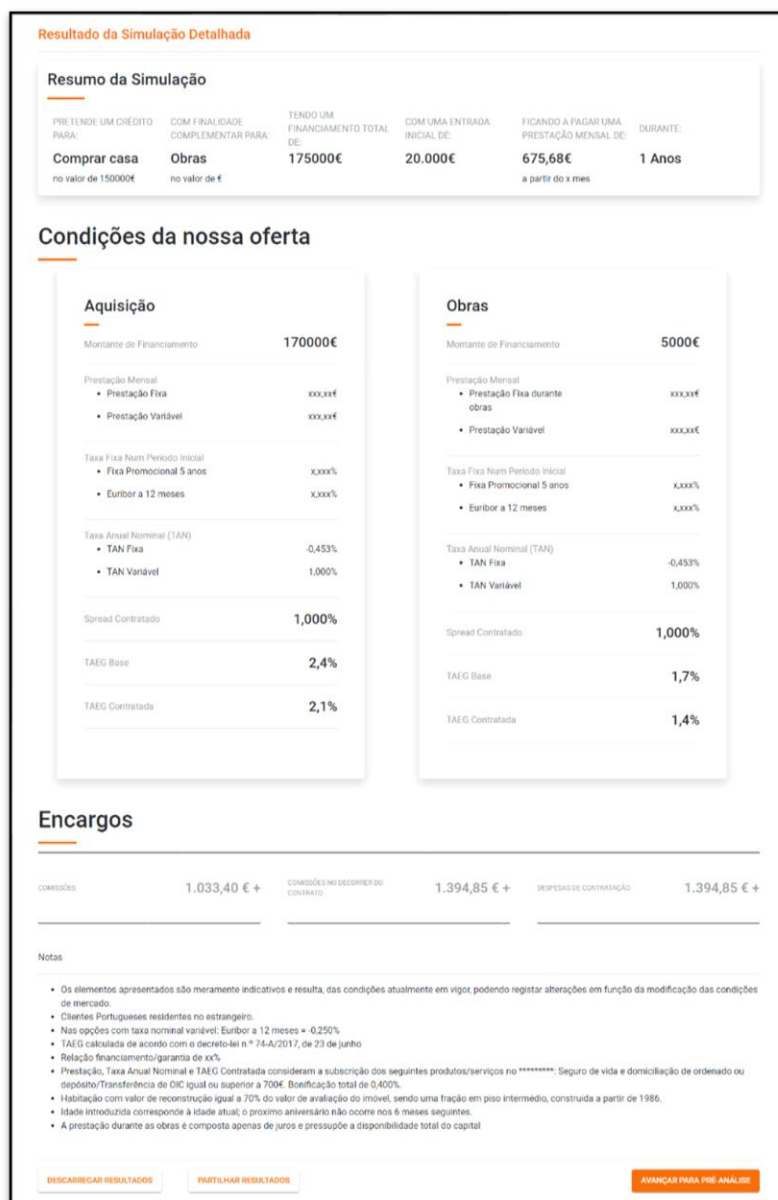 Resultado da Simulação Detalhada
Resumo da Simulação
PRETENDE UM CRÉDITO
PARA:
Comprar casa
no valor de 150000€
COM FINALIDADE
COMPLEMENTAR PARA:
Obras
no valor de €
TENDO UM
FINANCIAMENTO TOTAL
DE:
175000€
COM UMA ENTRADA
INICIAL DE:
20.000€
FICANDO A PAGAR UMA
PRESTAÇÃO MENSAL DE:
675,68€
a partir do x mes
DURANTE:
1 Anos
Condições da nossa oferta
Aquisição
Montante de Financiamento 170000€
Prestação Mensal
• Prestação Fixa xxx,xx€
• Prestação Variável xxx,xx€
Taxa Fixa Num Periodo Inicial
• Fixa Promocional 5 anos x,xxx%
• Euribor a 12 meses x,xxx%
Taxa Anual Nominal (TAN)
• TAN Fixa -0,453%
• TAN Variável 1,000%
Spread Contratado 1,000%
TAEG Base 2,4%
TAEG Contratada 2,1%
Obras
Montante de Financiamento 5000€
Prestação Mensal
• Prestação Fixa durante
obras xxx,xx€
• Prestação Variável xxx,xx€
Taxa Fixa Num Periodo Inicial
• Fixa Promocional 5 anos x,xxx%
• Euribor a 12 meses x,xxx%
Taxa Anual Nominal (TAN)
• TAN Fixa -0,453%
• TAN Variável 1,000%
Spread Contratado 1,000%
TAEG Base 1,7%
TAEG Contratada 1,4%
Encargos
COMISSÕES 1.033,40 € +
COMISSÕES NO DECORRER DO
CONTRATO 1.394,85 € +
DESPESAS DE CONTRATAÇÃO 1.394,85 € +
Notas
• Os elementos apresentados são meramente indicativos e resulta, das condições atualmente em vigor, podendo registar alterações em função da modificação das condições
de mercado.
• Clientes Portugueses residentes no estrangeiro.
• Nas opções com taxa nominal variável: Euribor a 12 meses = -0,250%
• TAEG calculada de acordo com o decreto-lei n.º 74-A/2017, de 23 de junho
• Relação financiamento/garantia de xx%
• Prestação, Taxa Anual Nominal e TAEG Contratada consideram a subscrição dos seguintes produtos/serviços no *********: Seguro de vida e domiciliação de ordenado ou
depósito/Transferência de OIC igual ou superior a 700€. Bonificação total de 0,400%.
• Habitação com valor de reconstrução igual a 70% do valor de avaliação do imóvel, sendo uma fração em piso intermédio, construida a partir de 1986.
• Idade introduzida corresponde à idade atual; o proximo aniversário não ocorre nos 6 meses seguintes.
• A prestação durante as obras é composta apenas de juros e pressupõe a disponibilidade total do capital
DESCARREGAR RESULTADOS
PARTILHAR RESULTADOS
AVANÇAR PARA PRÉ-ANÁLISE